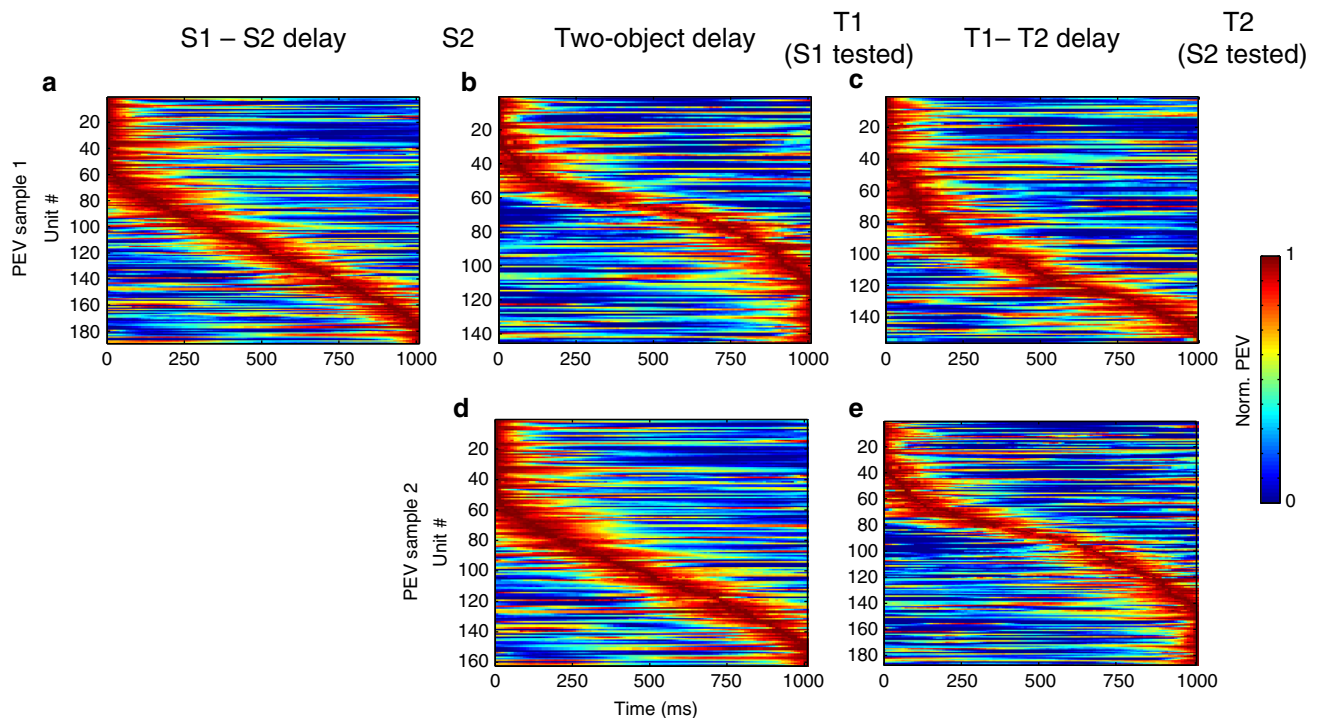 S1 – S2 delay
S2
Two-object delay
T1
(S1 tested)
T1– T2 delay
T2
(S2 tested)
a
PEV sample 1
Unit #
20
40
60
80
100
120
140
160
180
0 250 500 750 1000
b
20
40
60
80
100
120
140
0 250 500 750 1000
c
20
40
60
80
100
120
140
0 250 500 750 1000
1
Norm. PEV
0
d
PEV sample 2
Unit #
20
40
60
80
100
120
140
160
0 250 500 750 1000
Time (ms)
e
20
40
60
80
100
120
140
160
180
0 250 500 750 1000